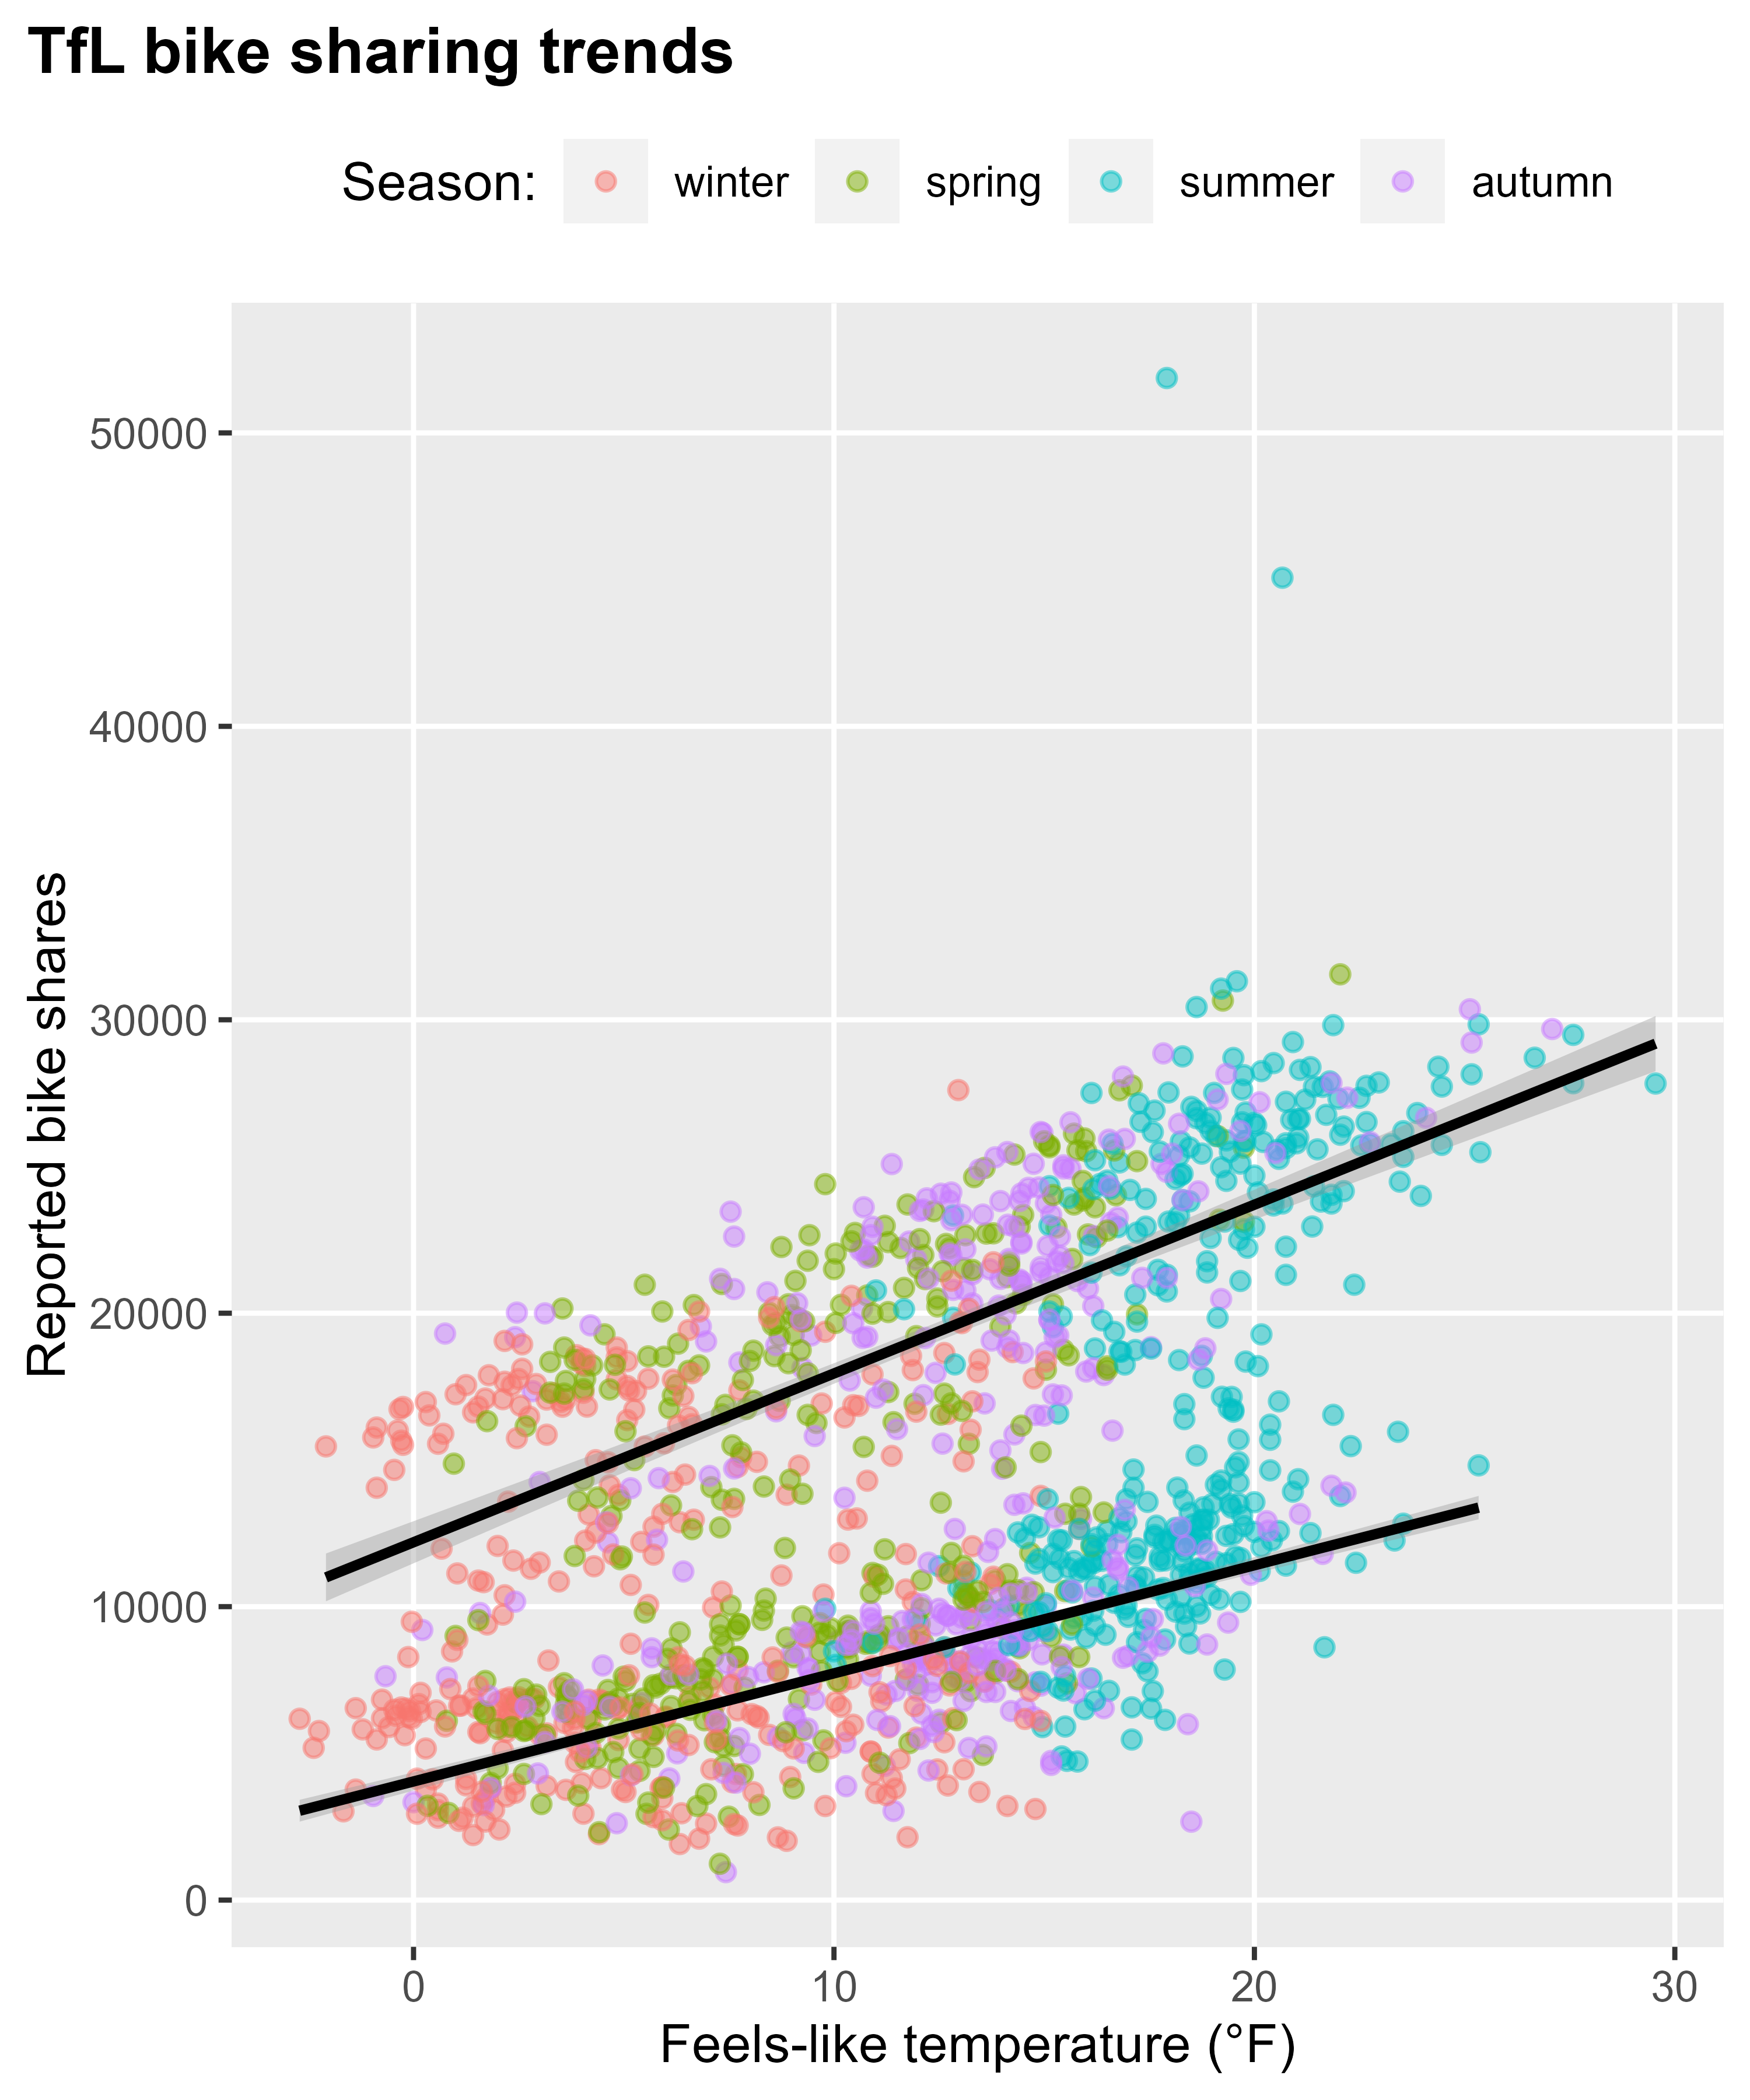 TfL bike sharing trends
Season: winter spring summer autumn
Reported bike shares
50000
40000
30000
20000
10000
0
0 10 20 30
Feels-like temperature (°F)